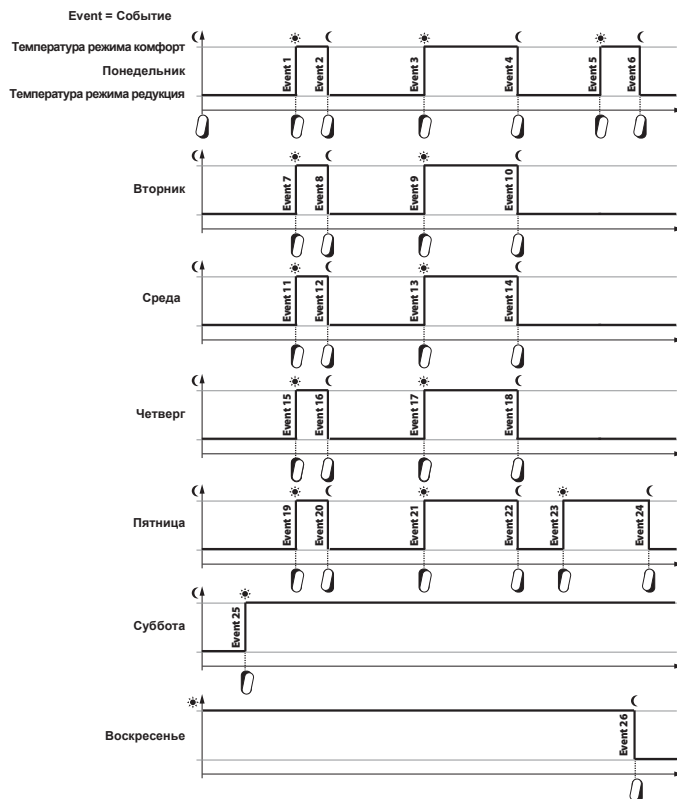 Event = Событие
Температура режима комфорт
Понедельник
Температура режима редукция
Event 1
Event 2
Event 3
Event 4
Event 5
Event 6
Вторник
Event 7
Event 8
Event 9
Event 10
Среда
Event 11
Event 12
Event 13
Event 14
Четверг
Event 15
Event 16
Event 17
Event 18
Пятница
Event 19
Event 20
Event 21
Event 22
Event 23
Event 24
Суббота
Event 25
Воскресенье
Event 26